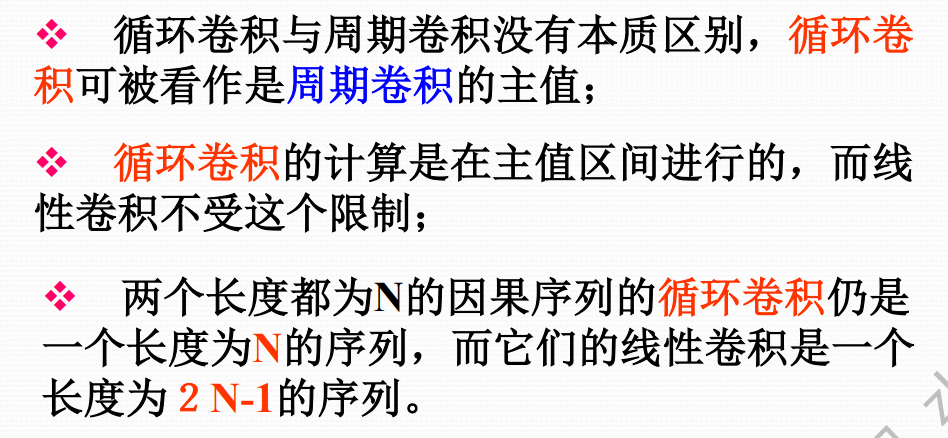 ❖ 循环卷积与周期卷积没有本质区别，循环卷
积可被看作是周期卷积的主值；
❖ 循环卷积的计算是在主值区间进行的，而线
性卷积不受这个限制；
❖ 两个长度都为N的因果序列的循环卷积仍是
一个长度为N的序列，而它们的线性卷积是一个
长度为 2 N-1的序列。